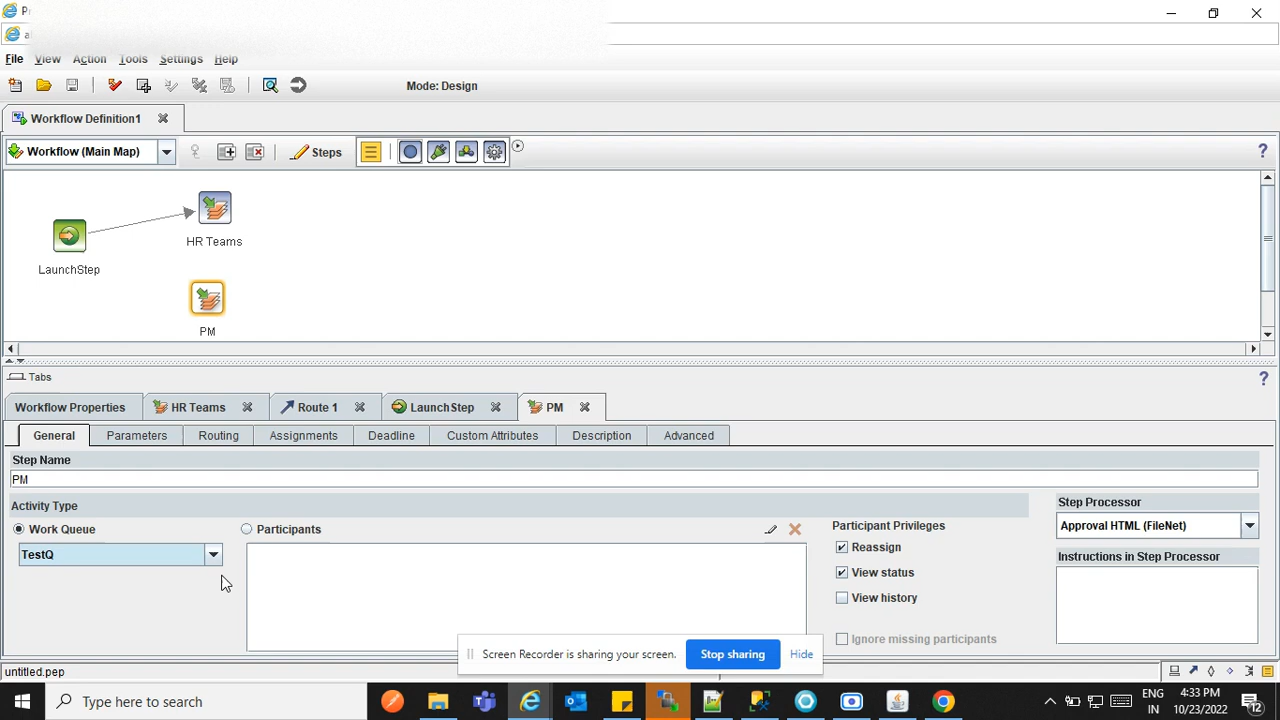 File View Action Tools Settings Help
Mode: Design
Workflow Definition1
Workflow (Main Map) Steps ?
HR Teams
LaunchStep
PM
Tabs ?
Workflow Properties HR Teams Route 1 LaunchStep PM
General Parameters Routing Assignments Deadline Custom Attributes Description Advanced
Step Name
PM
Activity Type
Work Queue Participants
TestQ
Participant Privileges
Reassign
View status
View history
Ignore missing participants
Step Processor
Approval HTML (FileNet)
Instructions in Step Processor
Screen Recorder is sharing your screen. Stop sharing Hide
untitled.pep
Type here to search
ENG
IN
4:33 PM
10/23/2022
12